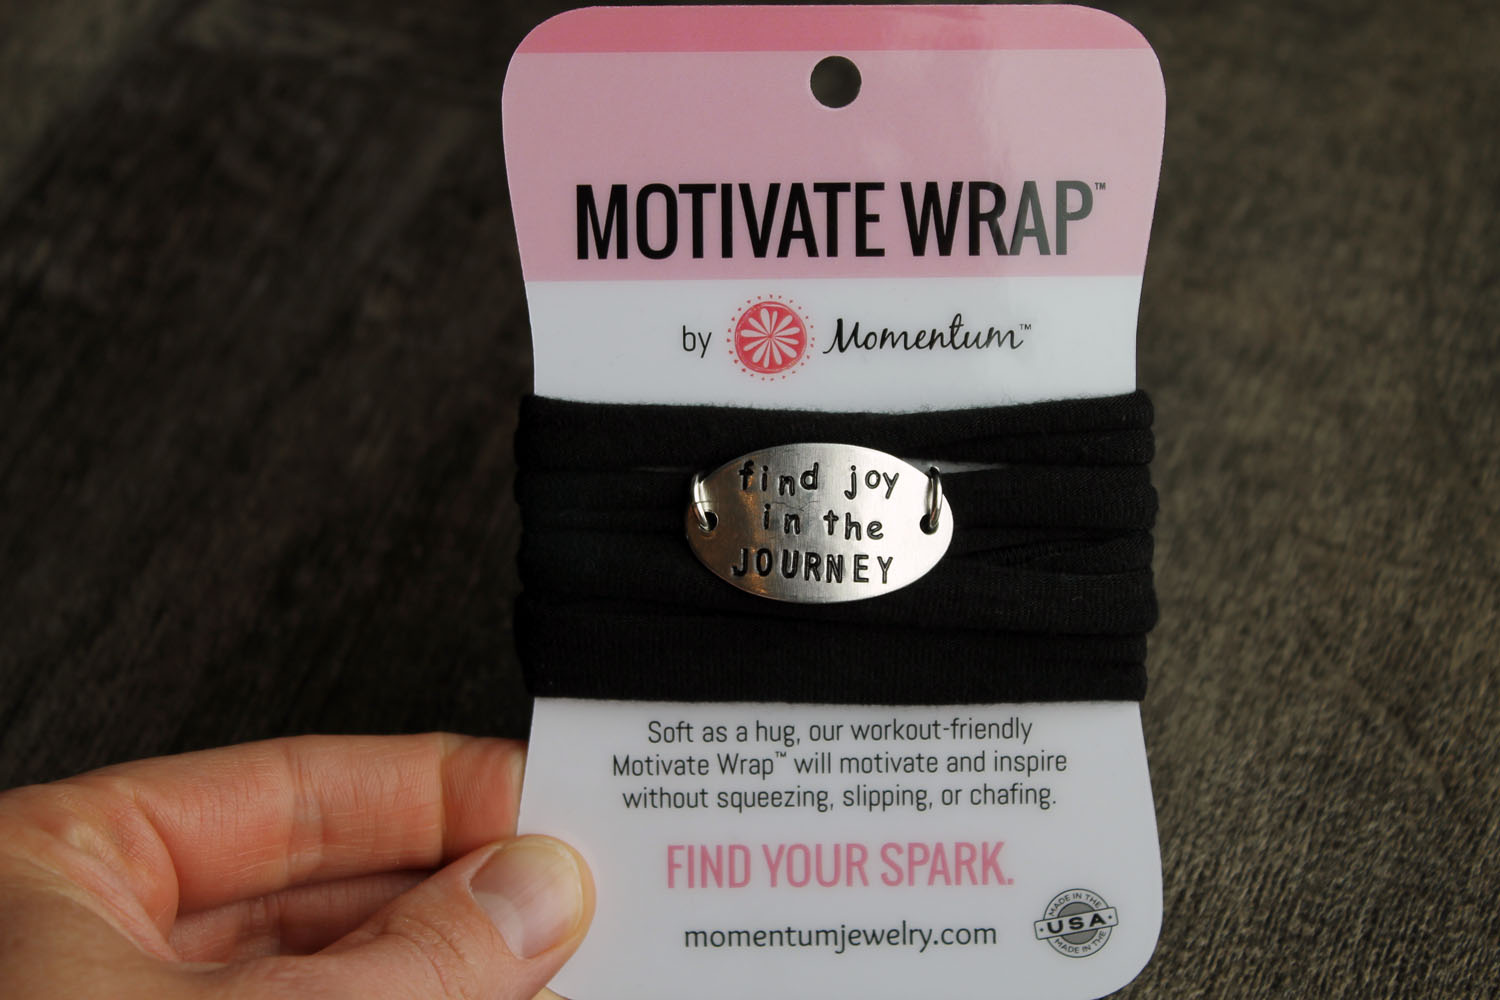 MOTIVATE WRAP™
by Momentum™
find joy
in the
JOURNEY
Soft as a hug, our workout-friendly
Motivate Wrap™ will motivate and inspire
without squeezing, slipping, or chafing.
FIND YOUR SPARK.
momentumjewelry.com
MADE IN THE
USA
MADE IN THE